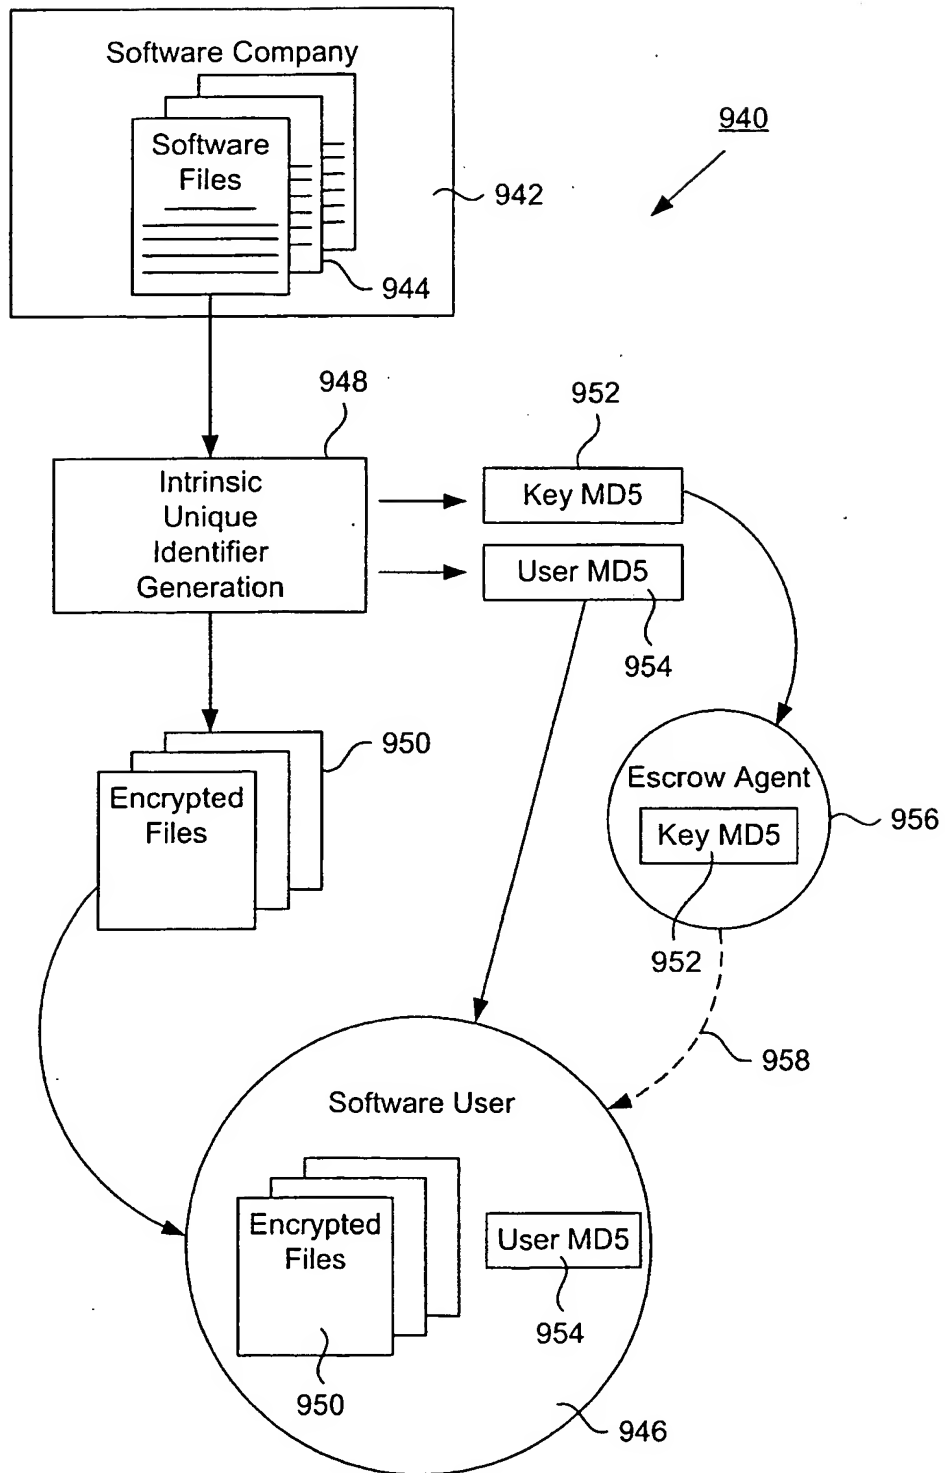 Software Company
Software
Files
940
942
944
948
952
Intrinsic
Unique
Identifier
Generation
Key MD5
User MD5
954
950
Encrypted
Files
Escrow Agent
Key MD5
956
952
958
Software User
Encrypted
Files
User MD5
954
950
946